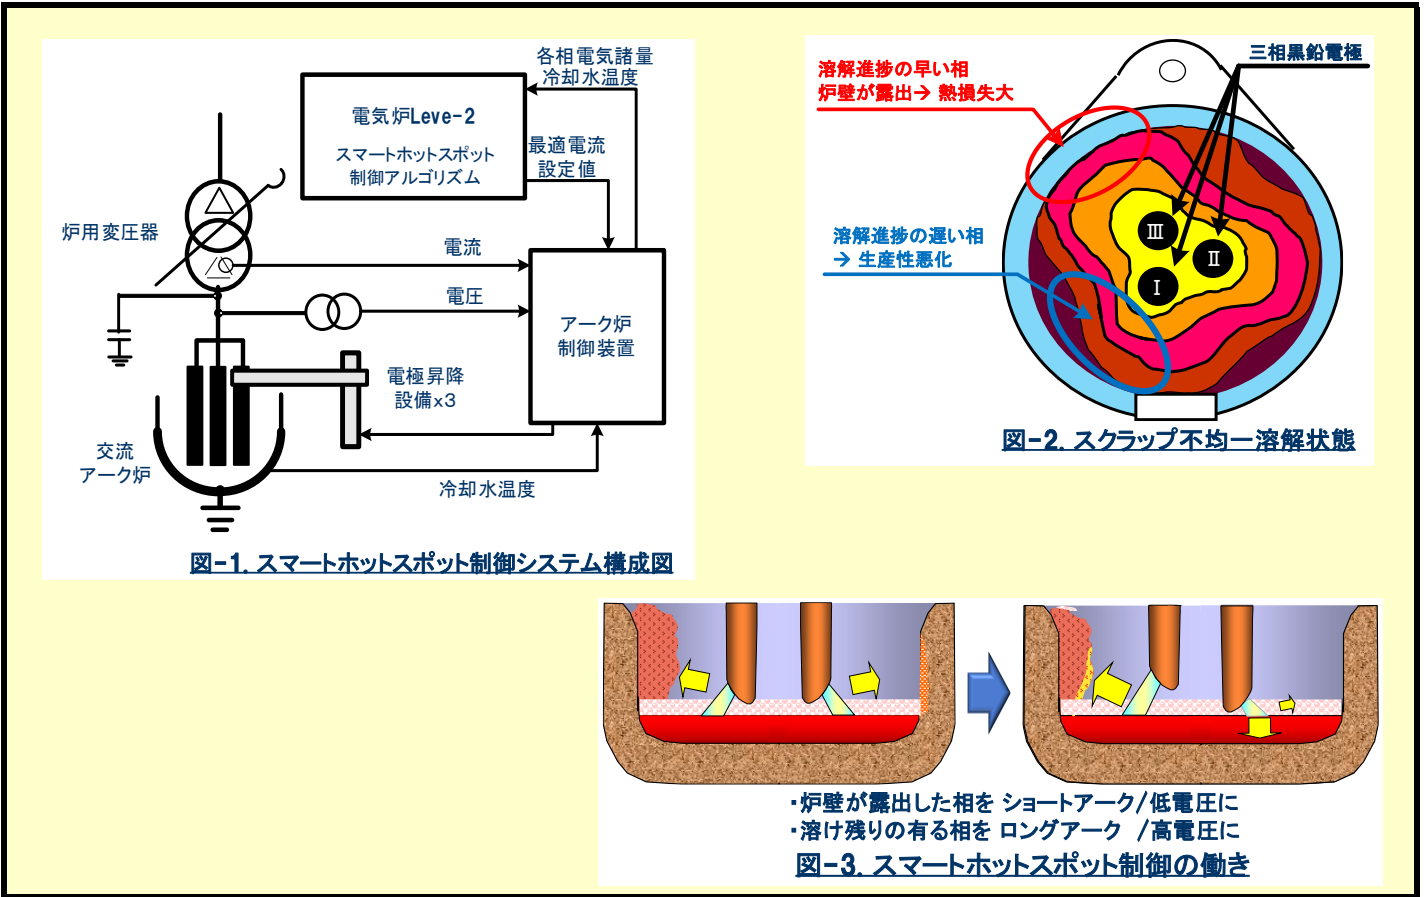 各相電気諸量
冷却水温度
電気炉Leve-2
スマートホットスポット
制御アルゴリズム
最適電流
設定値
炉用変圧器
電流
電圧
アーク炉
制御装置
電極昇降
設備x3
交流
アーク炉
冷却水温度
図-1. スマートホットスポット制御システム構成図
溶解進捗の早い相
炉壁が露出→ 熱損失大
三相黒鉛電極
溶解進捗の遅い相
→ 生産性悪化
Ⅲ
Ⅱ
Ⅰ
図-2. スクラップ不均一溶解状態
・炉壁が露出した相を ショートアーク/低電圧に
・溶け残りの有る相を ロングアーク /高電圧に
図-3. スマートホットスポット制御の働き